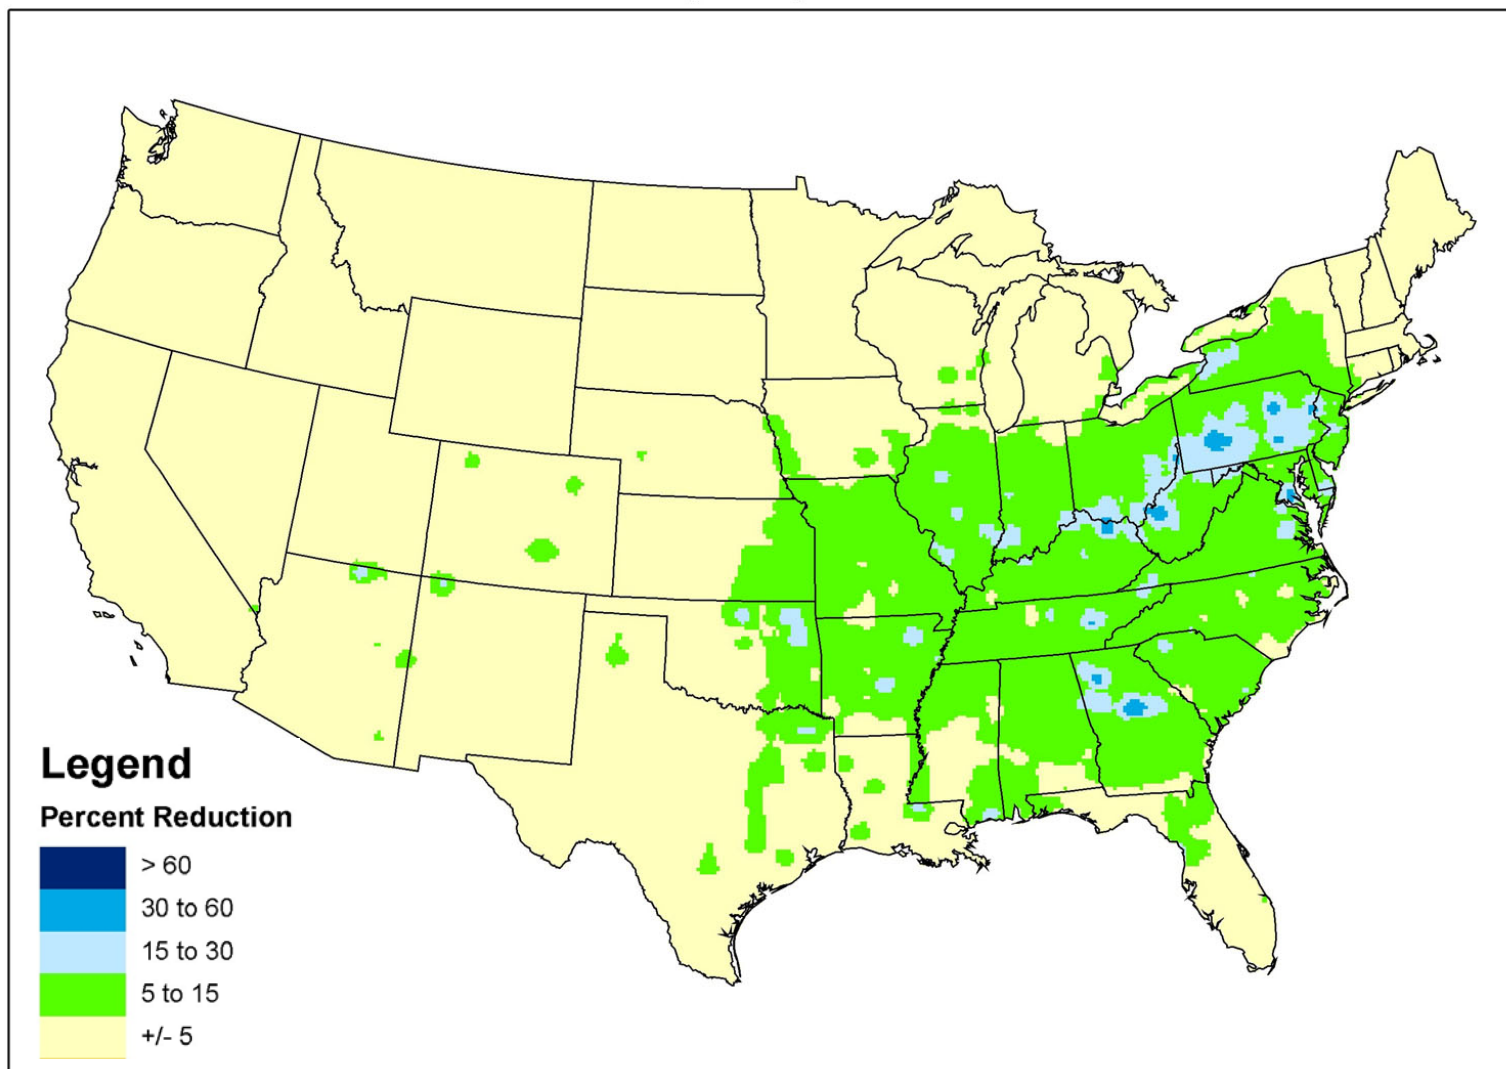 Legend
Percent Reduction
> 60
30 to 60
15 to 30
5 to 15
+/- 5